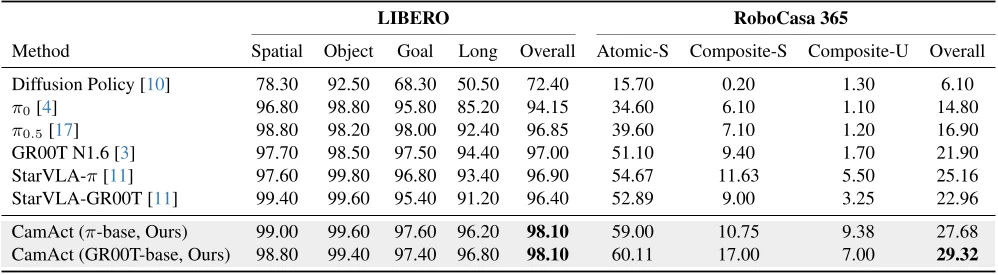 LIBERO RoboCasa 365
Method Spatial Object Goal Long Overall Atomic-S Composite-S Composite-U Overall
Diffusion Policy [10] 78.30 92.50 68.30 50.50 72.40 15.70 0.20 1.30 6.10
π0 [4] 96.80 98.80 95.80 85.20 94.15 34.60 6.10 1.10 14.80
π0.5 [17] 98.80 98.20 98.00 92.40 96.85 39.60 7.10 1.20 16.90
GR00T N1.6 [3] 97.70 98.50 97.50 94.40 97.00 51.10 9.40 1.70 21.90
StarVLA-π [11] 97.60 99.80 96.80 93.40 96.90 54.67 11.63 5.50 25.16
StarVLA-GR00T [11] 99.40 99.60 95.40 91.20 96.40 52.89 9.00 3.25 22.96
CamAct (π-base, Ours) 99.00 99.60 97.60 96.20 98.10 59.00 10.75 9.38 27.68
CamAct (GR00T-base, Ours) 98.80 99.40 97.40 96.80 98.10 60.11 17.00 7.00 29.32